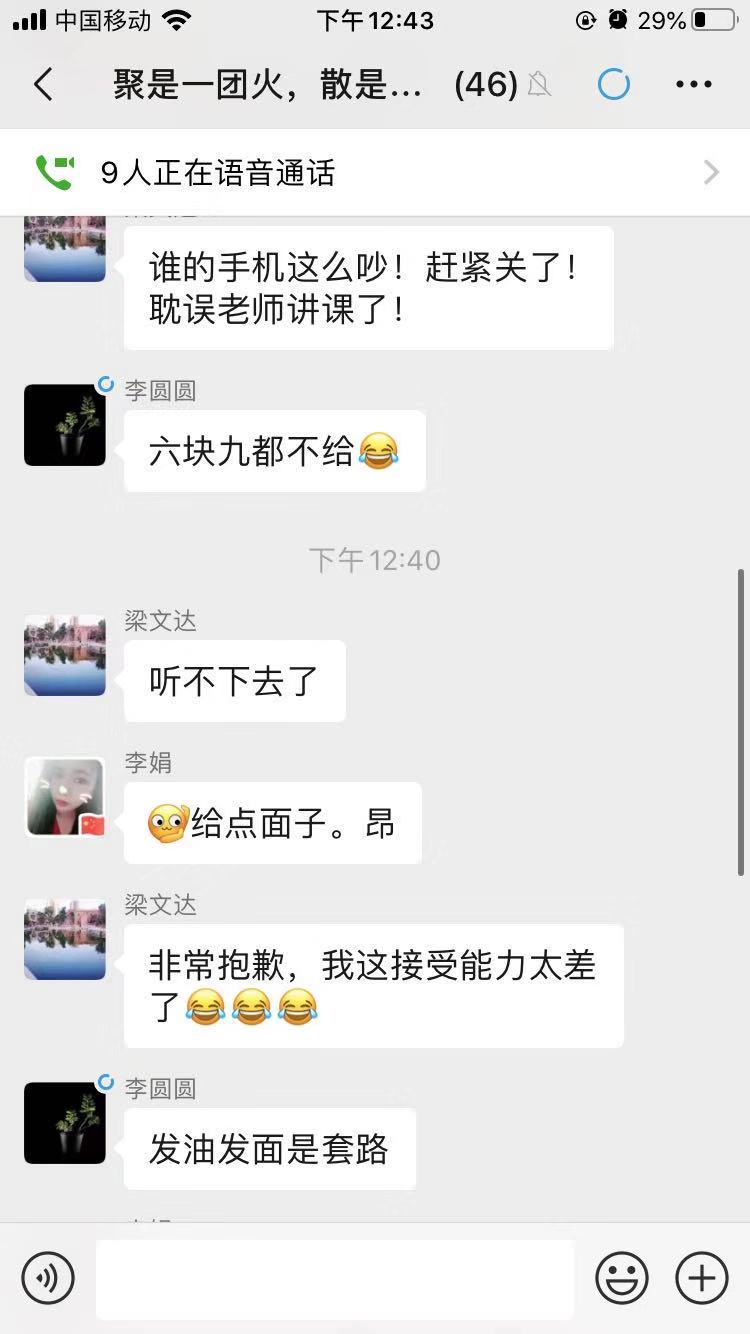 中国移动 下午12:43 29%
聚是一团火，散是... (46)
9人正在语音通话
谁的手机这么吵！赶紧关了！
耽误老师讲课了！
李圆圆
六块九都不给
下午12:40
梁文达
听不下去了
李娟
给点面子。昂
梁文达
非常抱歉，我这接受能力太差
了
李圆圆
发油发面是套路